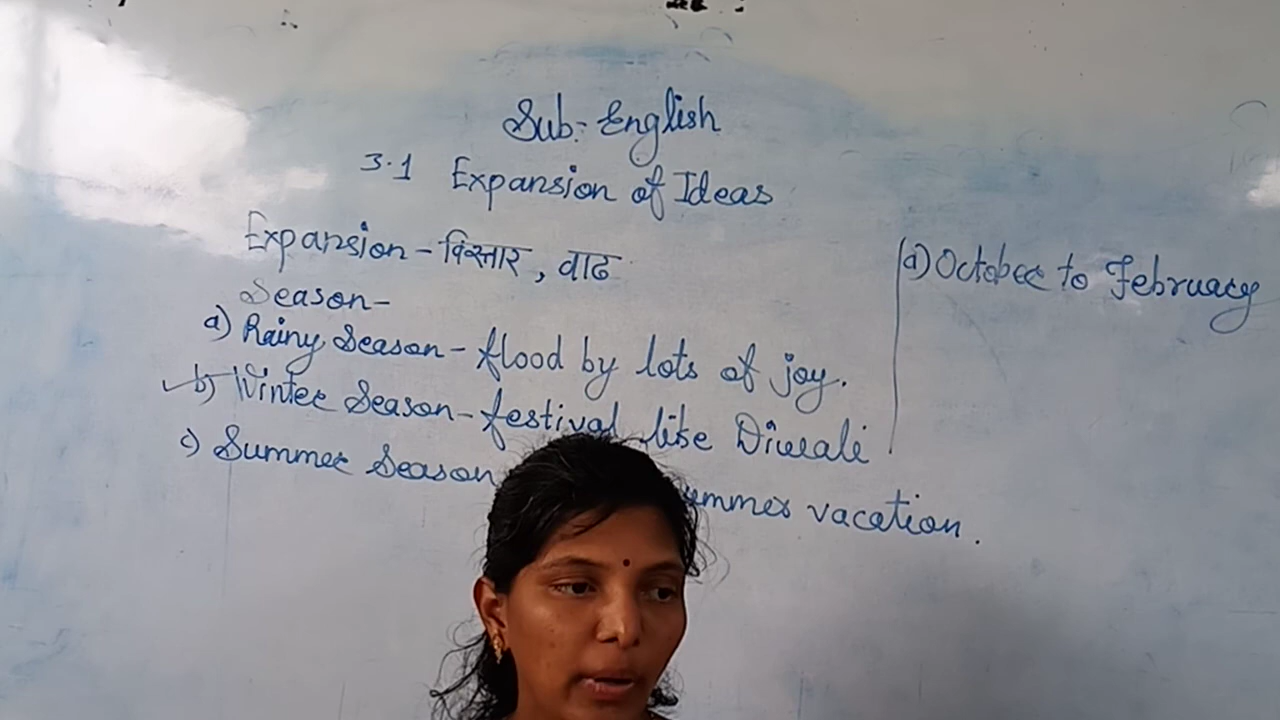 Sub:- English
3.1 Expansion of Ideas
Expansion - विस्तार, वाढ
Season-
a) Rainy Season - flood by lots of joy.
b) Winter Season - festival like Diwali
c) Summer Season ummer vacation.
a) October to February